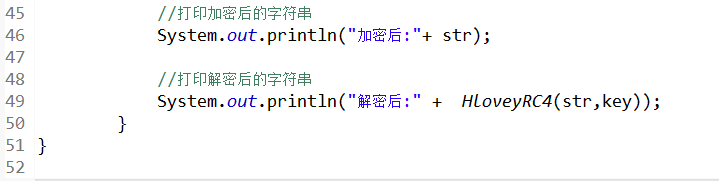 45 //打印加密后的字符串
46 System.out.println("加密后:"+ str);
47
48 //打印解密后的字符串
49 System.out.println("解密后:" +  HloveyRC4(str,key));
50 }
51 }
52